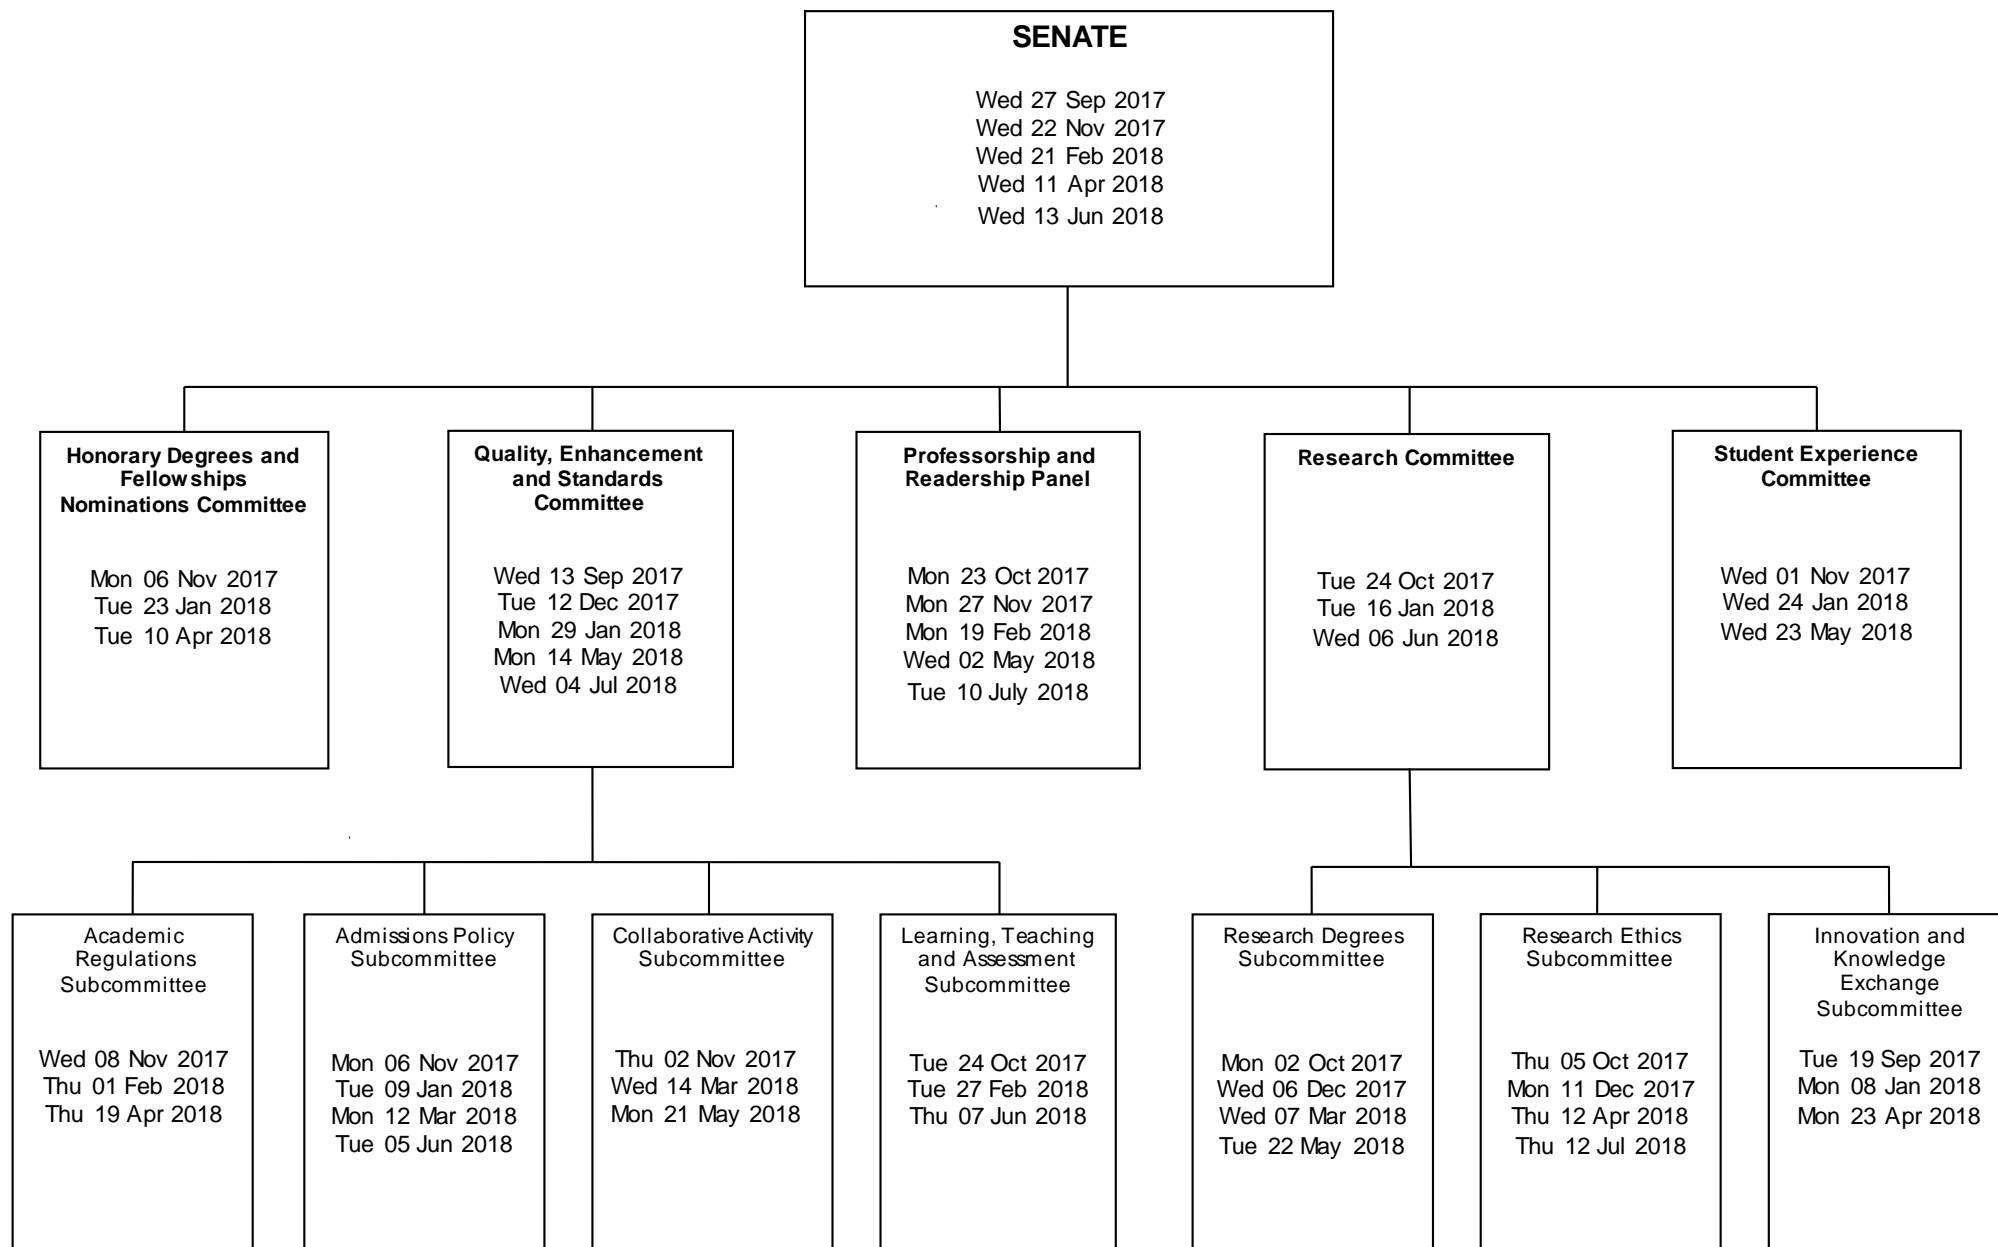 SENATE
Wed 27 Sep 2017
Wed 22 Nov 2017
Wed 21 Feb 2018
Wed 11 Apr 2018
Wed 13 Jun 2018
Honorary Degrees and
Fellowships
Nominations Committee
Mon 06 Nov 2017
Tue 23 Jan 2018
Tue 10 Apr 2018
Quality, Enhancement
and Standards
Committee
Wed 13 Sep 2017
Tue 12 Dec 2017
Mon 29 Jan 2018
Mon 14 May 2018
Wed 04 Jul 2018
Professorship and
Readership Panel
Mon 23 Oct 2017
Mon 27 Nov 2017
Mon 19 Feb 2018
Wed 02 May 2018
Tue 10 July 2018
Research Committee
Tue 24 Oct 2017
Tue 16 Jan 2018
Wed 06 Jun 2018
Student Experience
Committee
Wed 01 Nov 2017
Wed 24 Jan 2018
Wed 23 May 2018
Academic
Regulations
Subcommittee
Wed 08 Nov 2017
Thu 01 Feb 2018
Thu 19 Apr 2018
Admissions Policy
Subcommittee
Mon 06 Nov 2017
Tue 09 Jan 2018
Mon 12 Mar 2018
Tue 05 Jun 2018
Collaborative Activity
Subcommittee
Thu 02 Nov 2017
Wed 14 Mar 2018
Mon 21 May 2018
Learning, Teaching
and Assessment
Subcommittee
Tue 24 Oct 2017
Tue 27 Feb 2018
Thu 07 Jun 2018
Research Degrees
Subcommittee
Mon 02 Oct 2017
Wed 06 Dec 2017
Wed 07 Mar 2018
Tue 22 May 2018
Research Ethics
Subcommittee
Thu 05 Oct 2017
Mon 11 Dec 2017
Thu 12 Apr 2018
Thu 12 Jul 2018
Innovation and
Knowledge
Exchange
Subcommittee
Tue 19 Sep 2017
Mon 08 Jan 2018
Mon 23 Apr 2018